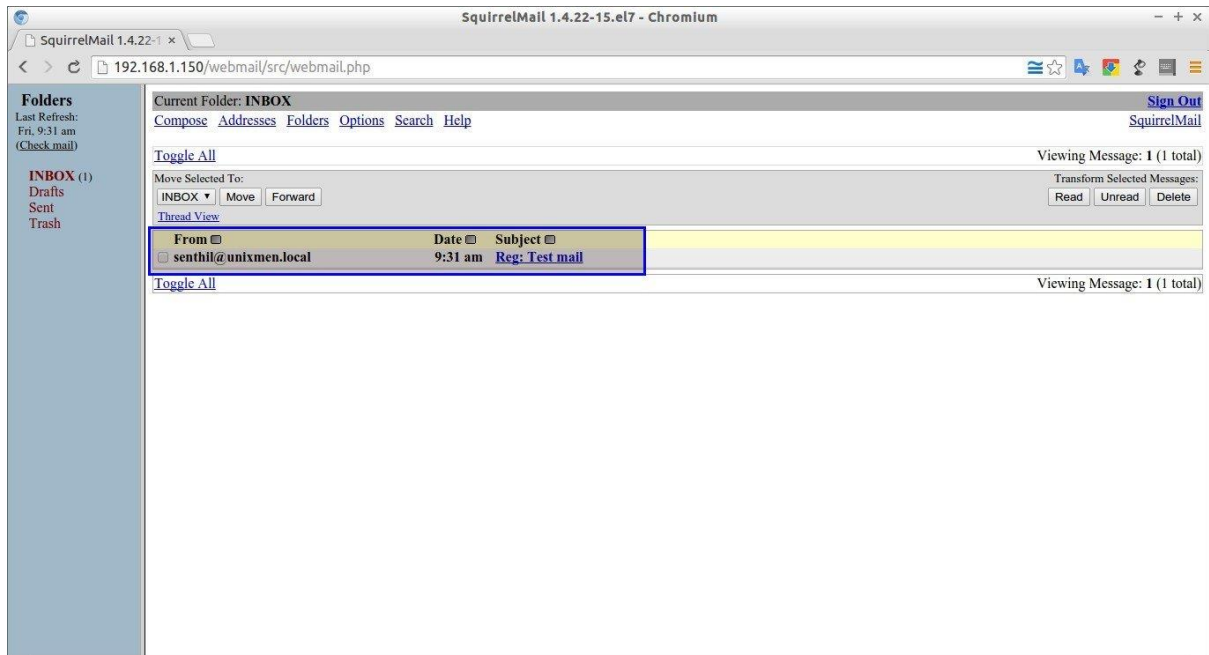 SquirrelMail 1.4.22-15.el7 - Chromium
SquirrelMail 1.4.22-1
192.168.1.150/webmail/src/webmail.php
Folders
Last Refresh:
Fri, 9:31 am
(Check mail)
INBOX (1)
Drafts
Sent
Trash
Current Folder: INBOX Sign Out
Compose Addresses Folders Options Search Help SquirrelMail
Toggle All Viewing Message: 1 (1 total)
Move Selected To: Transform Selected Messages:
INBOX Move Forward Read Unread Delete
Thread View
From Date Subject
senthil@unixmen.local 9:31 am Reg: Test mail
Toggle All Viewing Message: 1 (1 total)